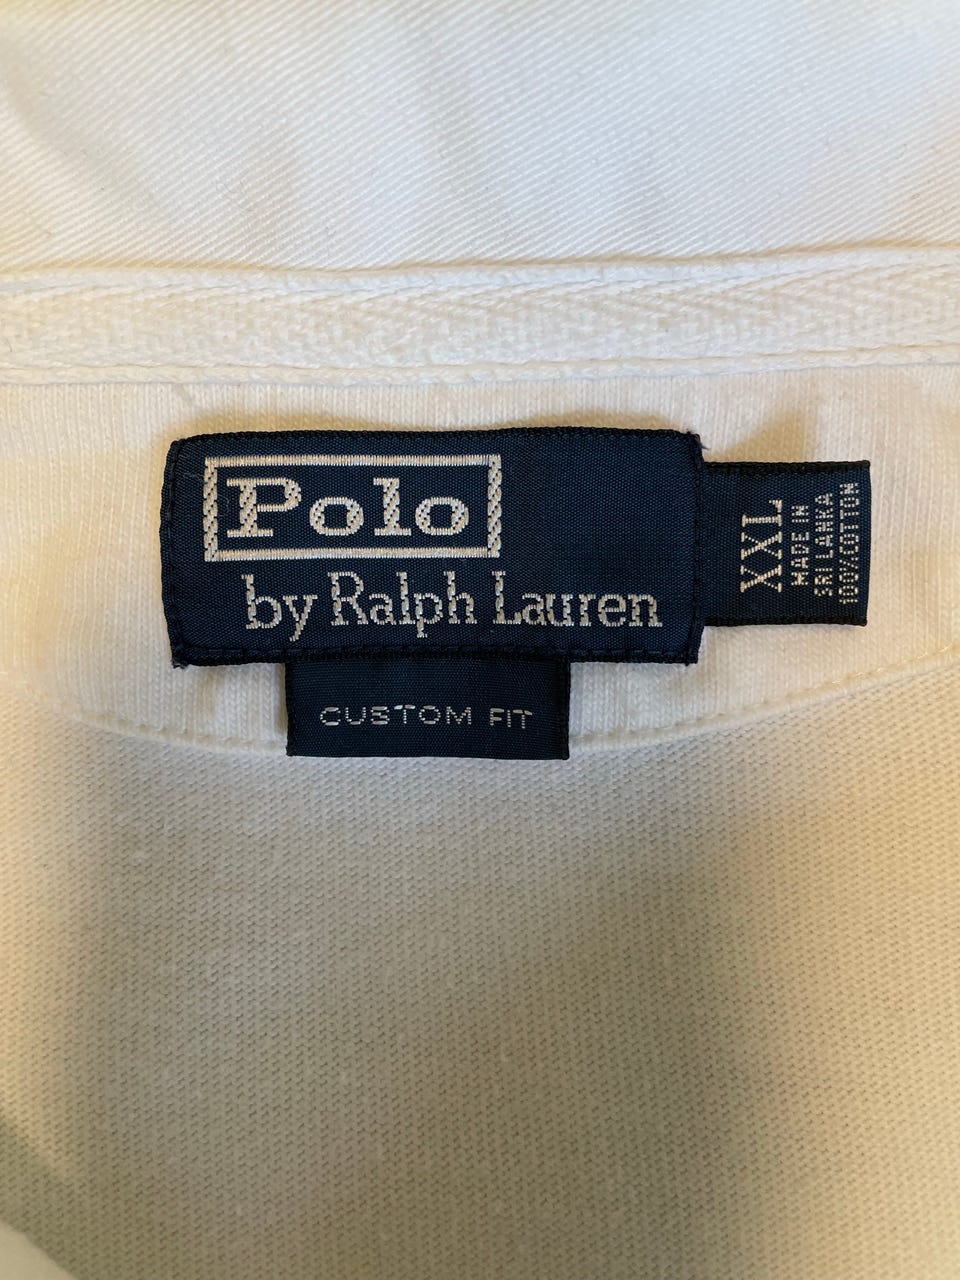 Polo
by Ralph Lauren
CUSTOM FIT
XXL
MADE IN
SRI LANKA
100% COTTON